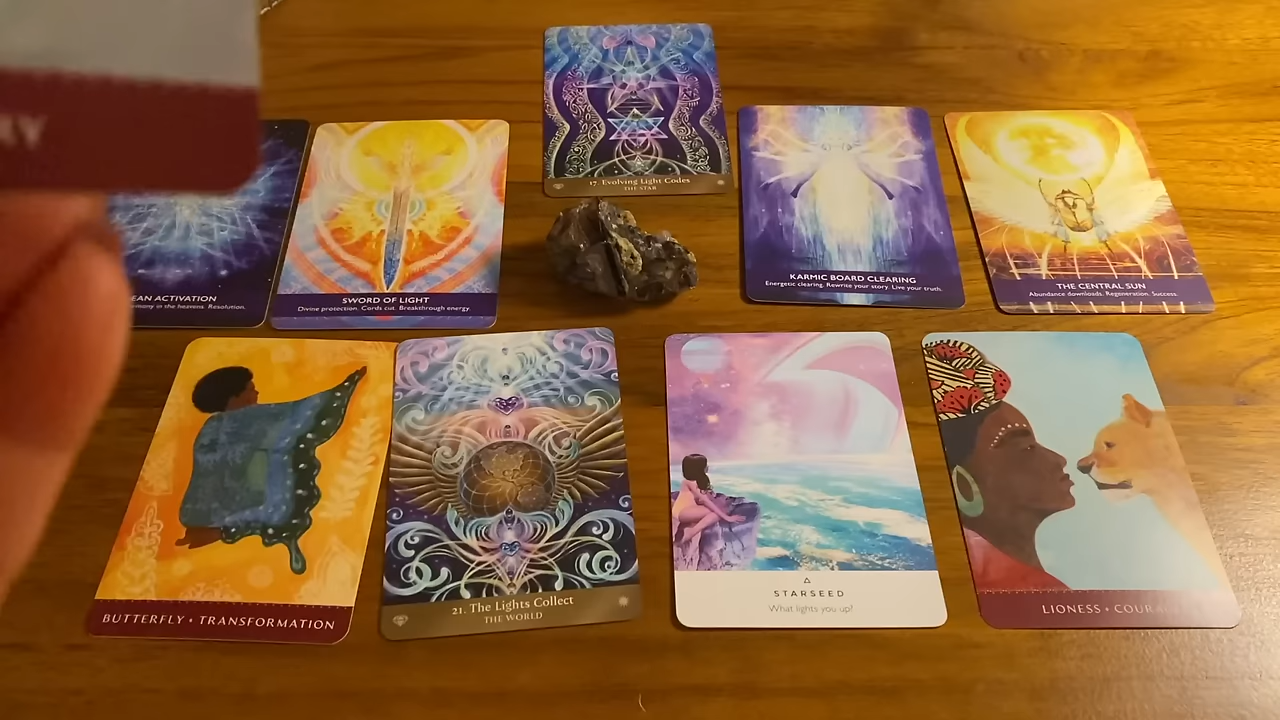 RY
17. Evolving Light Codes
THE STAR
EAN ACTIVATION
mony in the heavens. Resolution.
SWORD OF LIGHT
Divine protection. Cords cut. Breakthrough energy.
KARMIC BOARD CLEARING
Energetic clearing. Rewrite your story. Live your truth.
THE CENTRAL SUN
Abundance downloads. Regeneration. Success.
BUTTERFLY • TRANSFORMATION
21. The Lights Collect
THE WORLD
STARSEED
What lights you up?
LIONESS • COURA